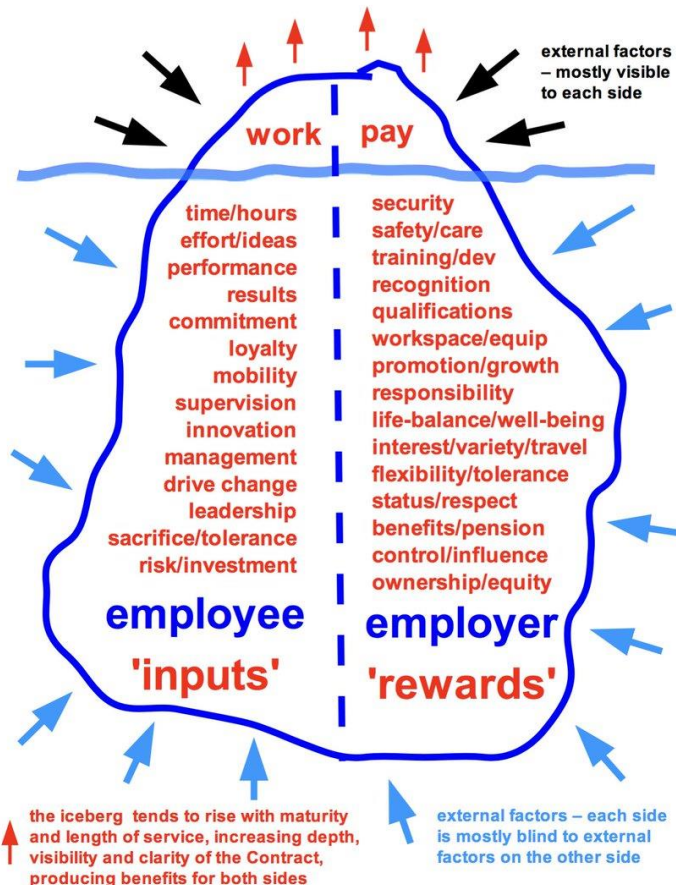 external factors
– mostly visible
to each side
work
pay
time/hours
effort/ideas
performance
results
commitment
loyalty
mobility
supervision
innovation
management
drive change
leadership
sacrifice/tolerance
risk/investment
employee
'inputs'
security
safety/care
training/dev
recognition
qualifications
workspace/equip
promotion/growth
responsibility
life-balance/well-being
interest/variety/travel
flexibility/tolerance
status/respect
benefits/pension
control/influence
ownership/equity
employer
'rewards'
the iceberg tends to rise with maturity
and length of service, increasing depth,
visibility and clarity of the Contract,
producing benefits for both sides
external factors – each side
is mostly blind to external
factors on the other side